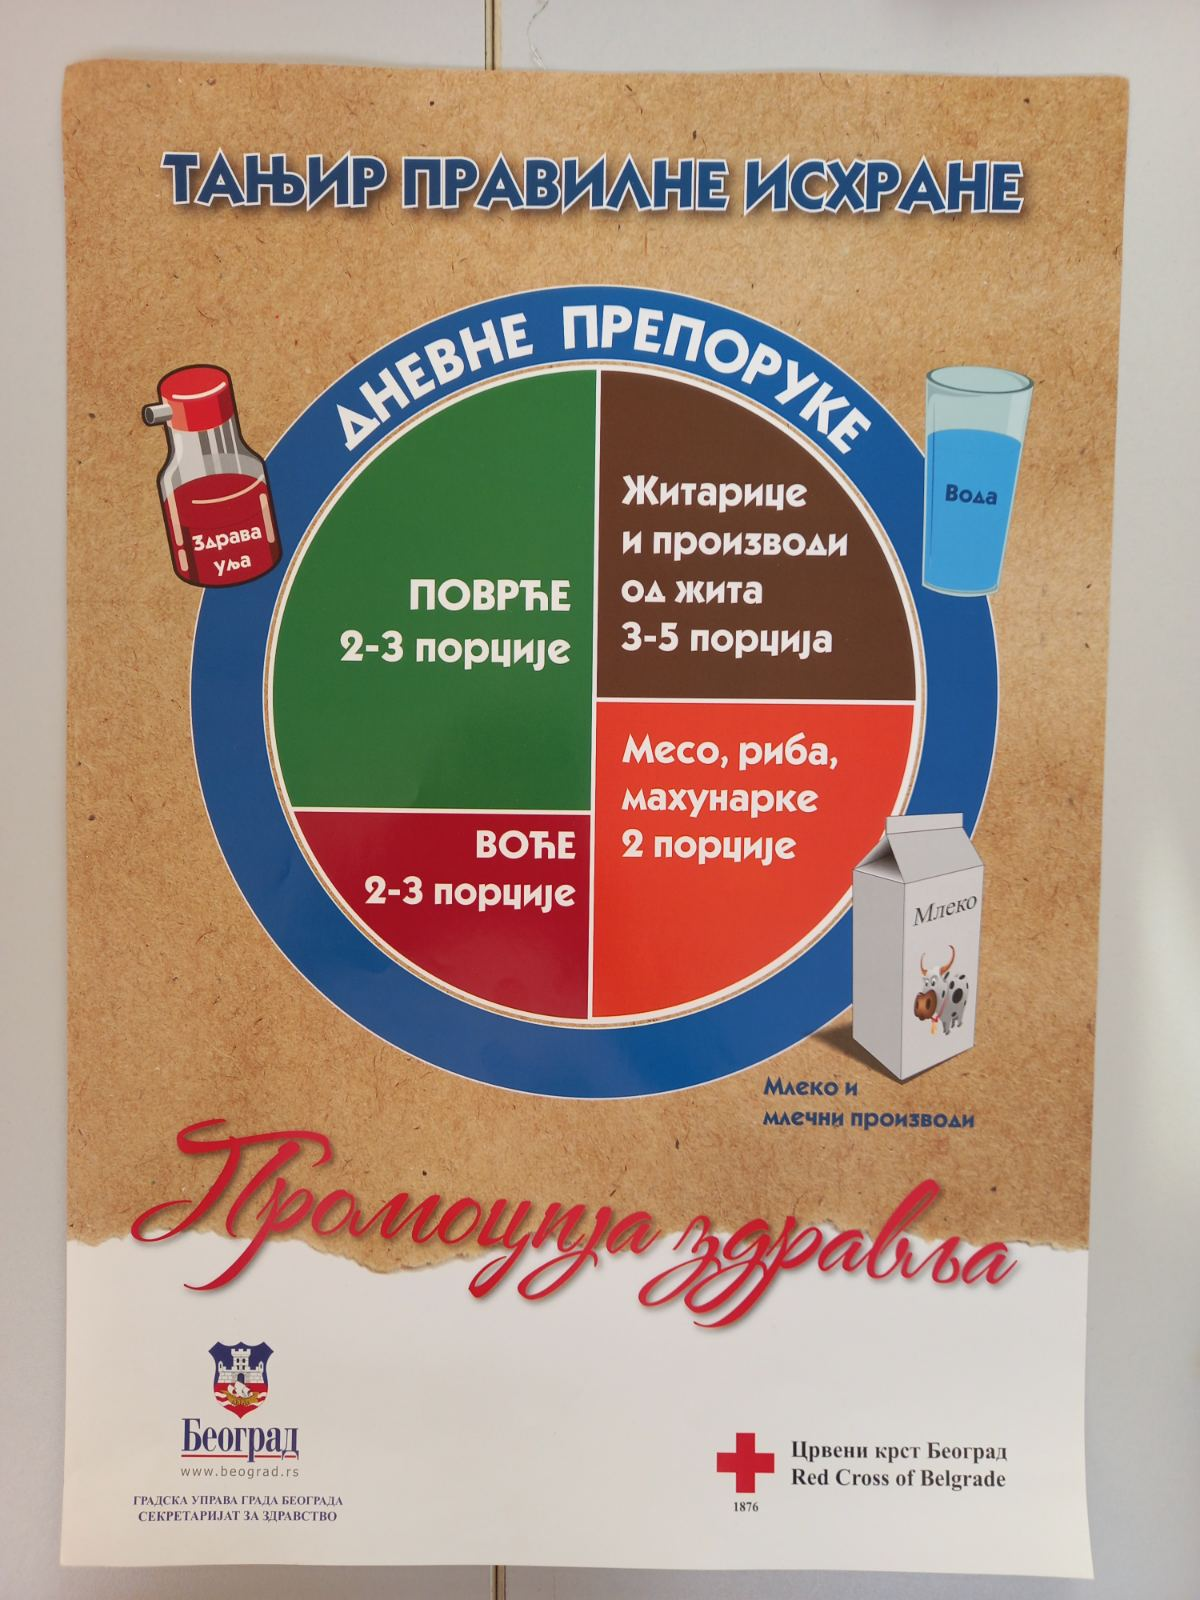 ТАЊИР ПРАВИЛНЕ ИСХРАНЕ
ДНЕВНЕ ПРЕПОРУКЕ
Здрава
уља
Вода
ПОВРЋЕ
2-3 порције
Житарице
и производи
од жита
3-5 порција
Месо, риба,
махунарке
2 порције
ВОЋЕ
2-3 порције
Млеко
Млеко и
млечни производи
Промоција здравља
Београд
www.beograd.rs
ГРАДСКА УПРАВА ГРАДА БЕОГРАДА
СЕКРЕТАРИЈАТ ЗА ЗДРАВСТВО
1876
Црвени крст Београд
Red Cross of Belgrade